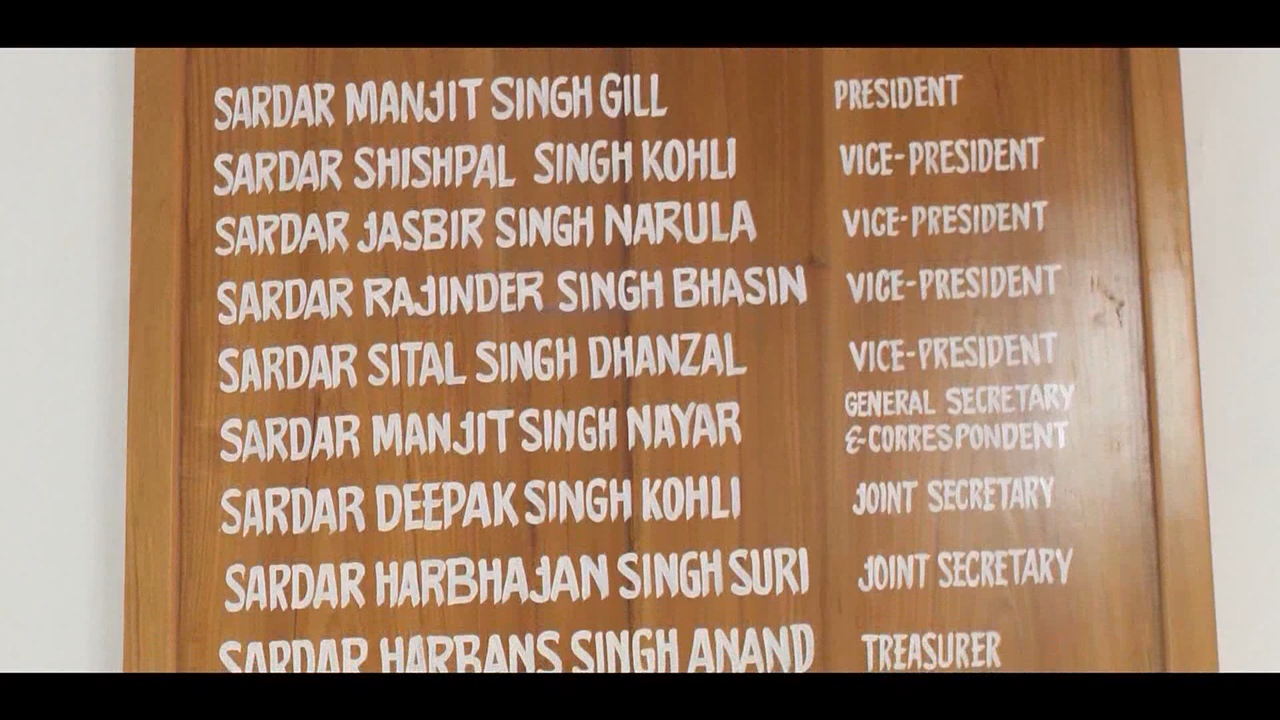 SARDAR MANJIT SINGH GILL PRESIDENT
SARDAR SHISHPAL SINGH KOHLI VICE-PRESIDENT
SARDAR JASBIR SINGH NARULA VICE-PRESIDENT
SARDAR RAJINDER SINGH BHASIN VICE-PRESIDENT
SARDAR SITAL SINGH DHANZAL VICE-PRESIDENT
SARDAR MANJIT SINGH NAYAR GENERAL SECRETARY
&-CORRESPONDENT
SARDAR DEEPAK SINGH KOHLI JOINT SECRETARY
SARDAR HARBHAJAN SINGH SURI JOINT SECRETARY
SARDAR HARBANS SINGH ANAND TREASURER